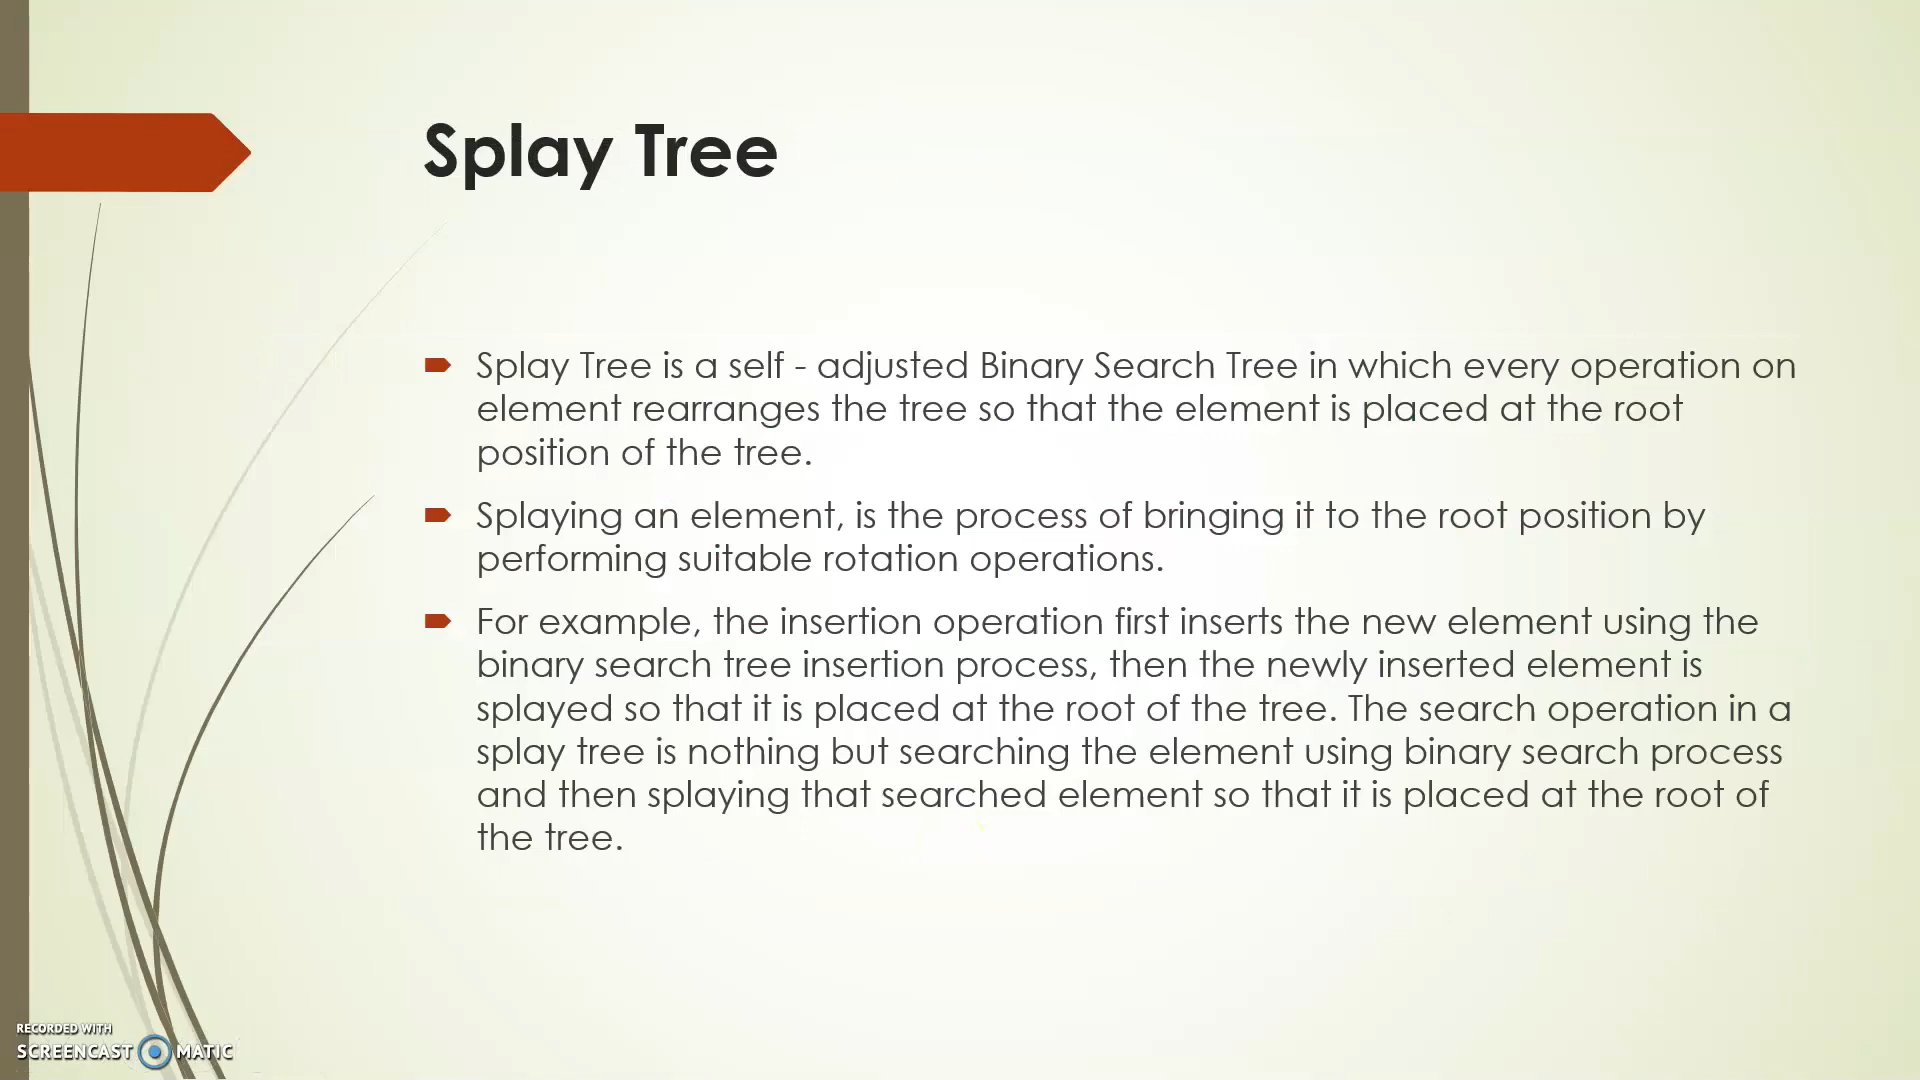 Splay Tree
Splay Tree is a self - adjusted Binary Search Tree in which every operation on
element rearranges the tree so that the element is placed at the root
position of the tree.
Splaying an element, is the process of bringing it to the root position by
performing suitable rotation operations.
For example, the insertion operation first inserts the new element using the
binary search tree insertion process, then the newly inserted element is
splayed so that it is placed at the root of the tree. The search operation in a
splay tree is nothing but searching the element using binary search process
and then splaying that searched element so that it is placed at the root of
the tree.
RECORDED WITH
SCREENCAST MATIC